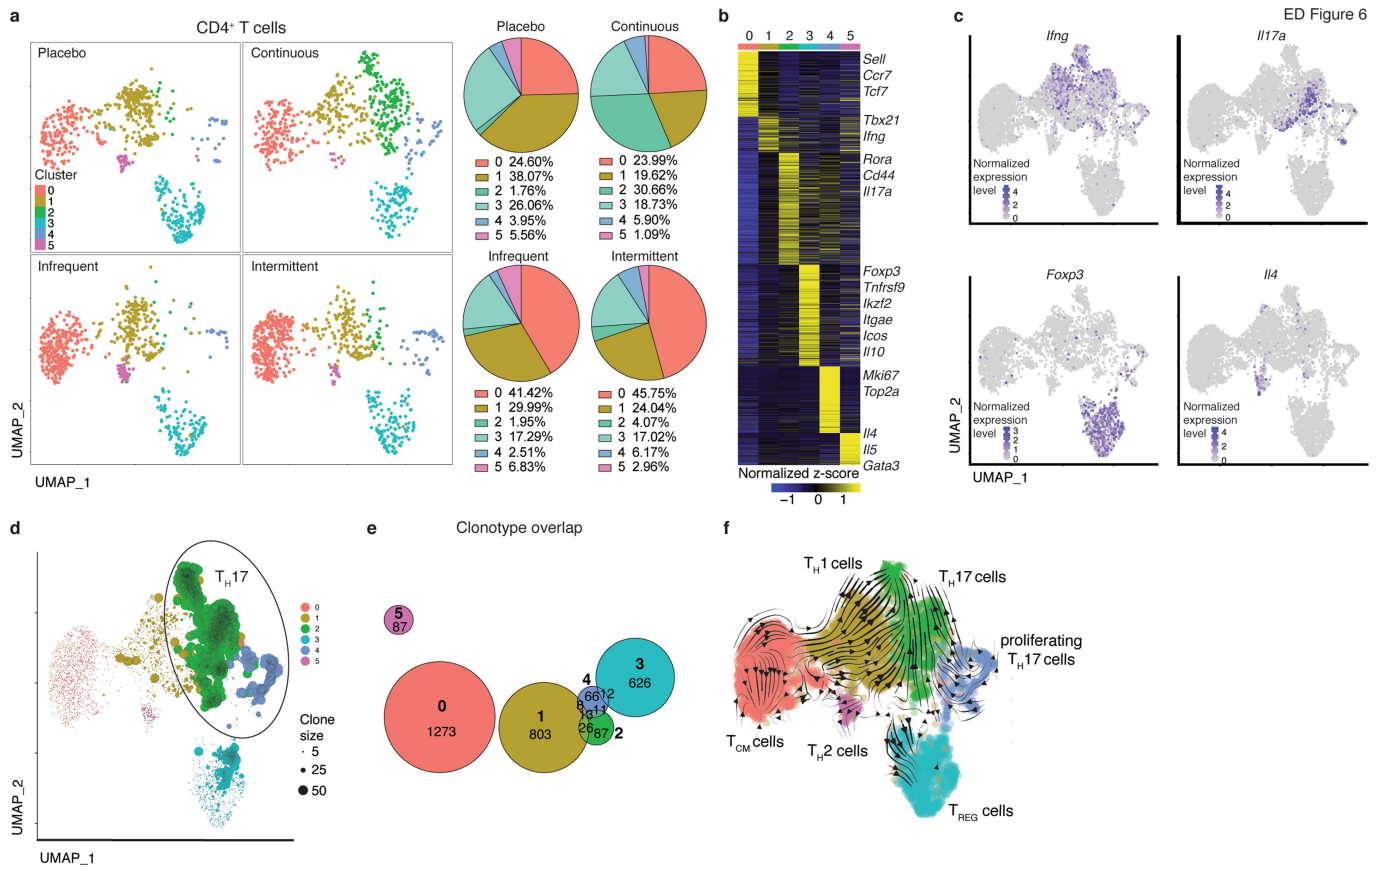 ED Figure 6
a
CD4+ T cells
Placebo
Continuous
Infrequent
Intermittent
Cluster
0
1
2
3
4
5
UMAP_2
UMAP_1
Placebo
0 24.60%
1 38.07%
2 1.76%
3 26.06%
4 3.95%
5 5.56%
Continuous
0 23.99%
1 19.62%
2 30.66%
3 18.73%
4 5.90%
5 1.09%
Infrequent
0 41.42%
1 29.99%
2 1.95%
3 17.29%
4 2.51%
5 6.83%
Intermittent
0 45.75%
1 24.04%
2 4.07%
3 17.02%
4 6.17%
5 2.96%
b
0 1 2 3 4 5
Sell
Ccr7
Tcf7
Tbx21
Ifng
Rora
Cd44
Il17a
Foxp3
Tnfrsf9
Ikzf2
Itgae
Icos
Il10
Mki67
Top2a
Il4
Il5
Gata3
Normalized z-score
−1 0 1
c
Ifng
Normalized
expression
level
4
2
0
Il17a
Normalized
expression
level
4
2
0
Foxp3
Normalized
expression
level
3
2
1
0
Il4
Normalized
expression
level
4
2
0
UMAP_2
UMAP_1
d
TH17
0
1
2
3
4
5
Clone
size
5
25
50
UMAP_2
UMAP_1
e
Clonotype overlap
5
87
0
1273
1
803
4
66
12
8
11
13
26
87
2
3
626
f
TH1 cells
TH17 cells
proliferating
TH17 cells
TCM cells
TH2 cells
TREG cells